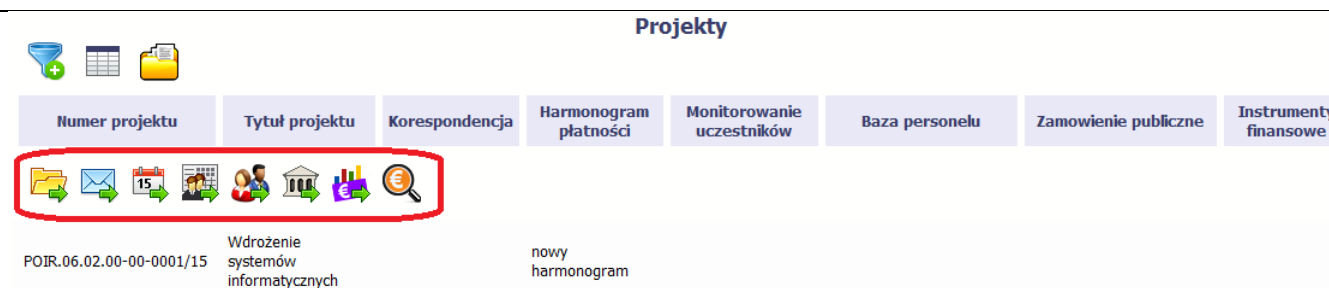 Projekty
Numer projektu
Tytuł projektu
Korespondencja
Harmonogram
płatności
Monitorowanie
uczestników
Baza personelu
Zamowienie publiczne
Instrumenty
finansowe
15
POIR.06.02.00-00-0001/15
Wdrożenie
systemów
informatycznych
nowy
harmonogram